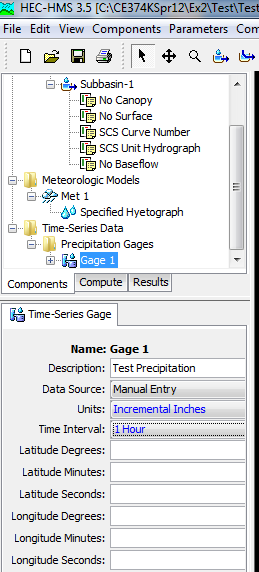 HEC-HMS 3.5 [C:\CE374KSpr12\Ex2\Test\Test
File Edit View Components Parameters Com
Subbasin-1
No Canopy
No Surface
SCS Curve Number
SCS Unit Hydrograph
No Baseflow
Meteorologic Models
Met 1
Specified Hyetograph
Time-Series Data
Precipitation Gages
Gage 1
Components Compute Results
Time-Series Gage
Name: Gage 1
Description: Test Precipitation
Data Source: Manual Entry
Units: Incremental Inches
Time Interval: 1 Hour
Latitude Degrees:
Latitude Minutes:
Latitude Seconds:
Longitude Degrees:
Longitude Minutes:
Longitude Seconds: